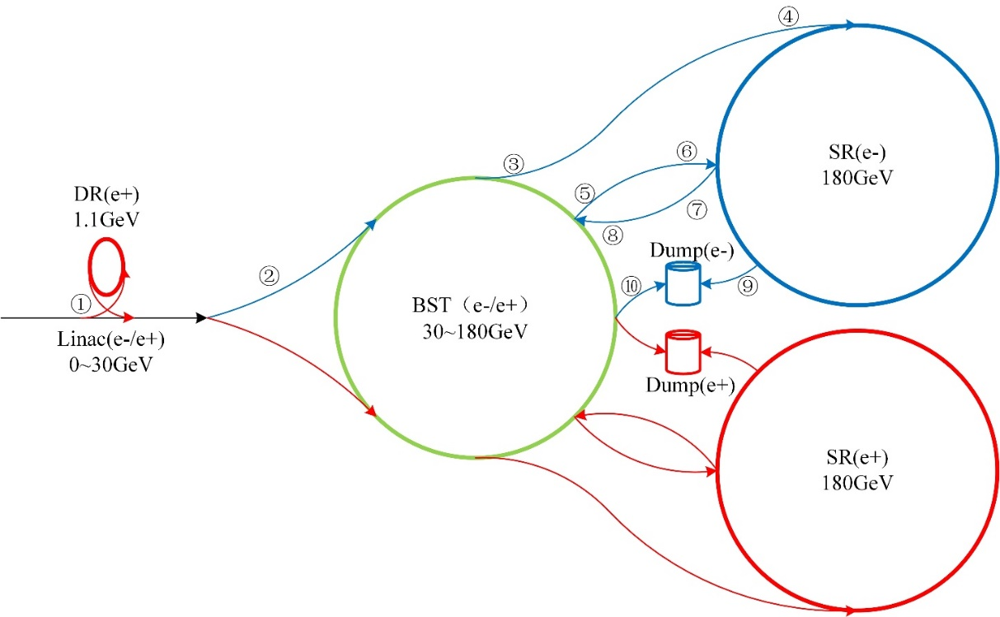 ④
③
⑥
SR(e-)
180GeV
⑤
DR(e+)
1.1GeV
⑦
⑧
Dump(e-)
②
⑩
⑨
①
BST（e-/e+）
30~180GeV
Linac(e-/e+)
0~30GeV
Dump(e+)
SR(e+)
180GeV